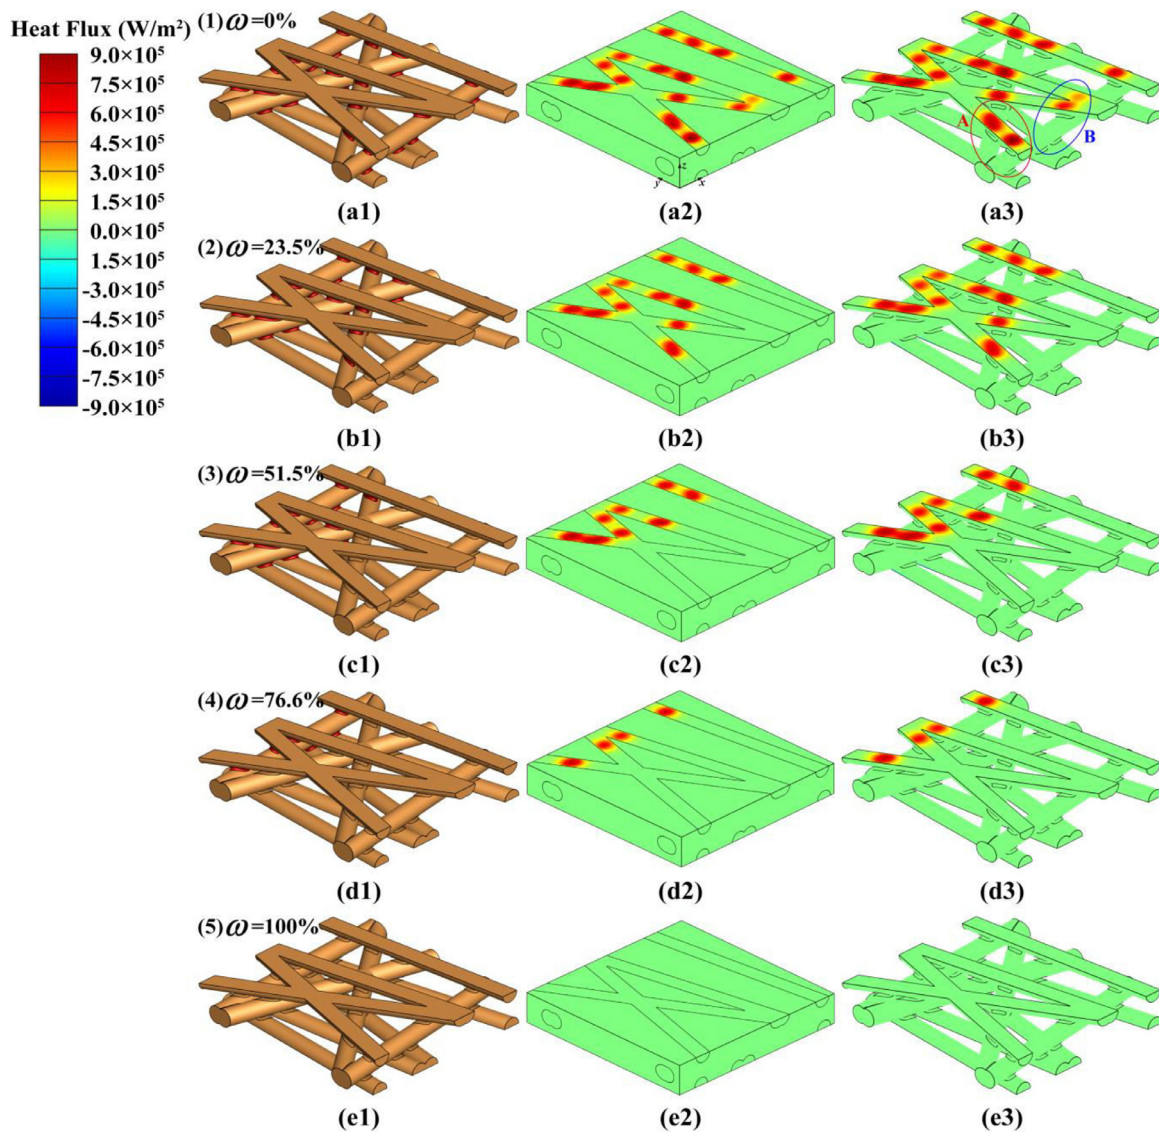 Heat Flux (W/m²)
9.0×10⁵
7.5×10⁵
6.0×10⁵
4.5×10⁵
3.0×10⁵
1.5×10⁵
0.0×10⁵
1.5×10⁵
-3.0×10⁵
-4.5×10⁵
-6.0×10⁵
-7.5×10⁵
-9.0×10⁵
(1)ω=0%
z
y
x
A
B
(a1)
(a2)
(a3)
(2)ω=23.5%
(b1)
(b2)
(b3)
(3)ω=51.5%
(c1)
(c2)
(c3)
(4)ω=76.6%
(d1)
(d2)
(d3)
(5)ω=100%
(e1)
(e2)
(e3)